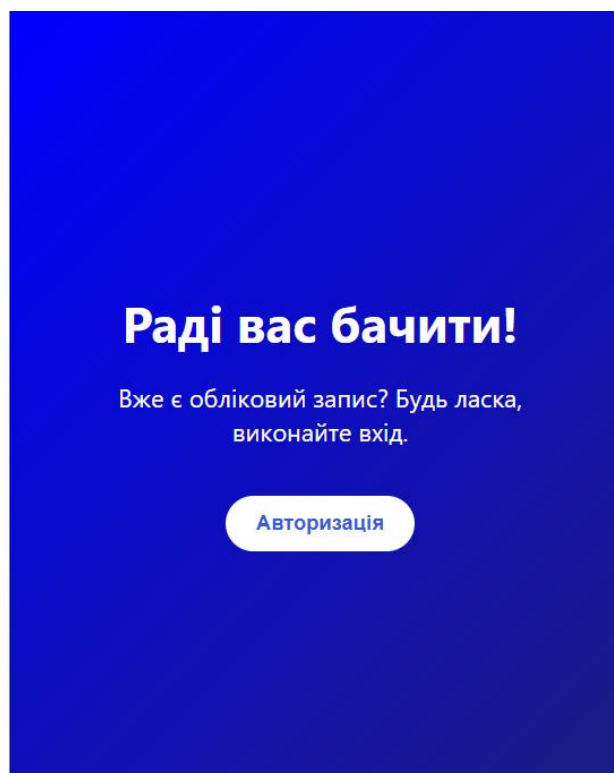 Раді вас бачити!
Вже є обліковий запис? Будь ласка,
виконайте вхід.
Авторизація